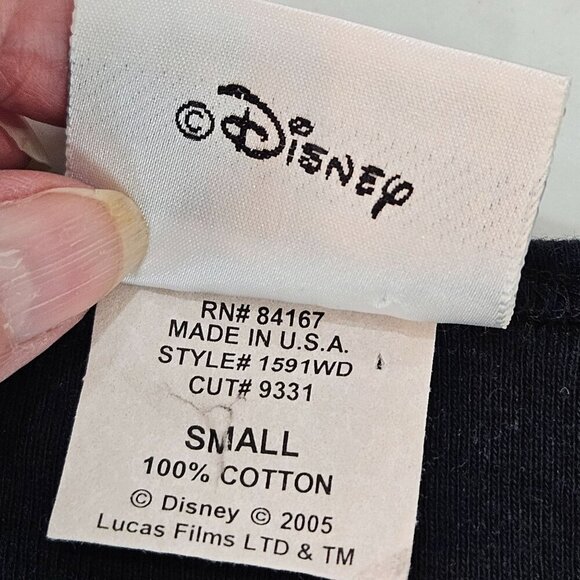 © Disney
RN# 84167
MADE IN U.S.A.
STYLE# 1591WD
CUT# 9331
SMALL
100% COTTON
© Disney © 2005
Lucas Films LTD & TM